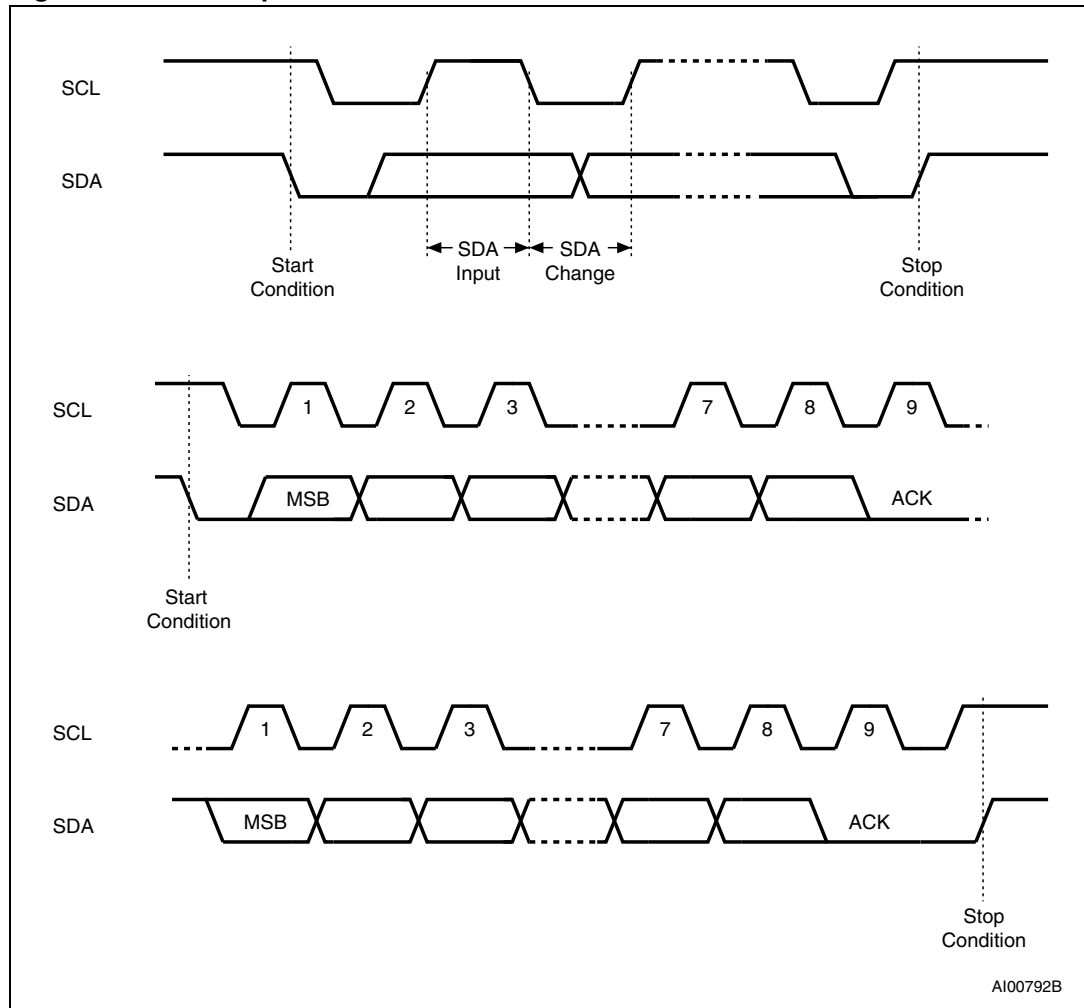 SCL
SDA
SDA
Input
SDA
Change
Start
Condition
Stop
Condition
SCL
1 2 3 7 8 9
SDA
MSB
ACK
Start
Condition
SCL
1 2 3 7 8 9
SDA
MSB
ACK
Stop
Condition
AI00792B